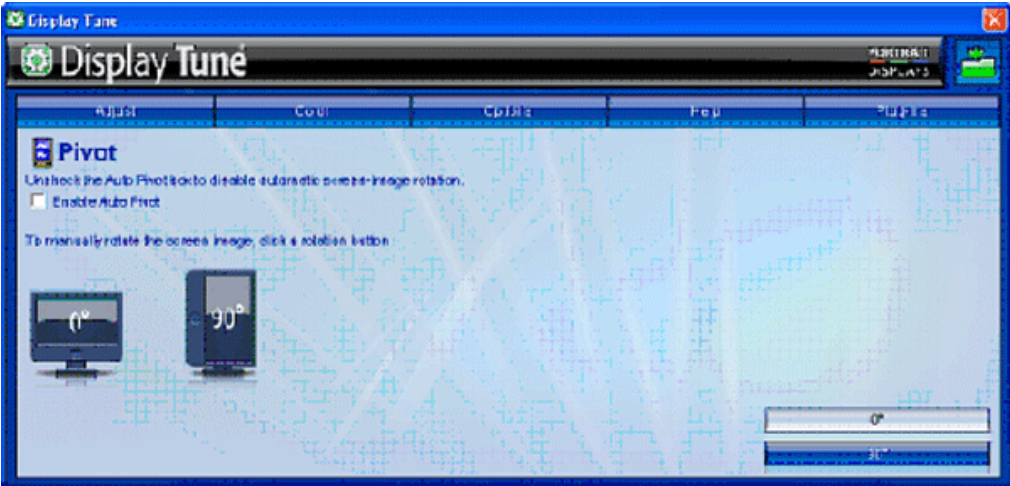 Display Tune
Display Tune
PORTRAIT
DISPLAYS
Adjust Color Options Help Plug-ins
Pivot
Uncheck the Auto Pivot box to disable automatic screen-image rotation.
Enable Auto Pivot
To manually rotate the screen image, click a rotation button
0° 90°
0°
90°